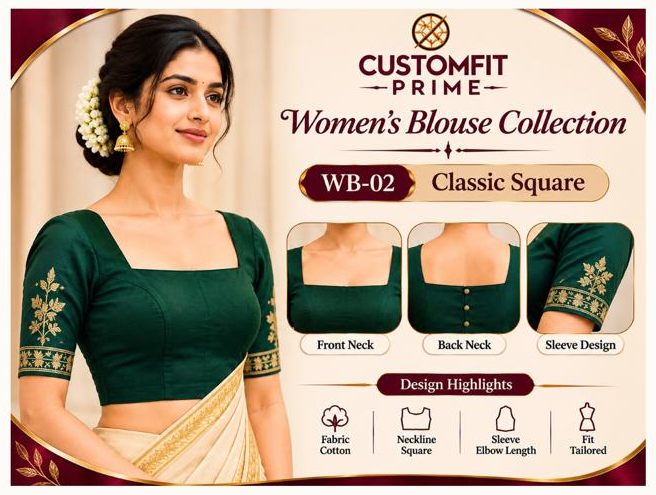 CUSTOMFIT
PRIME
Women's Blouse Collection
WB-02 Classic Square
Front Neck
Back Neck
Sleeve Design
Design Highlights
Fabric
Cotton
Neckline
Square
Sleeve
Elbow Length
Fit
Tailored